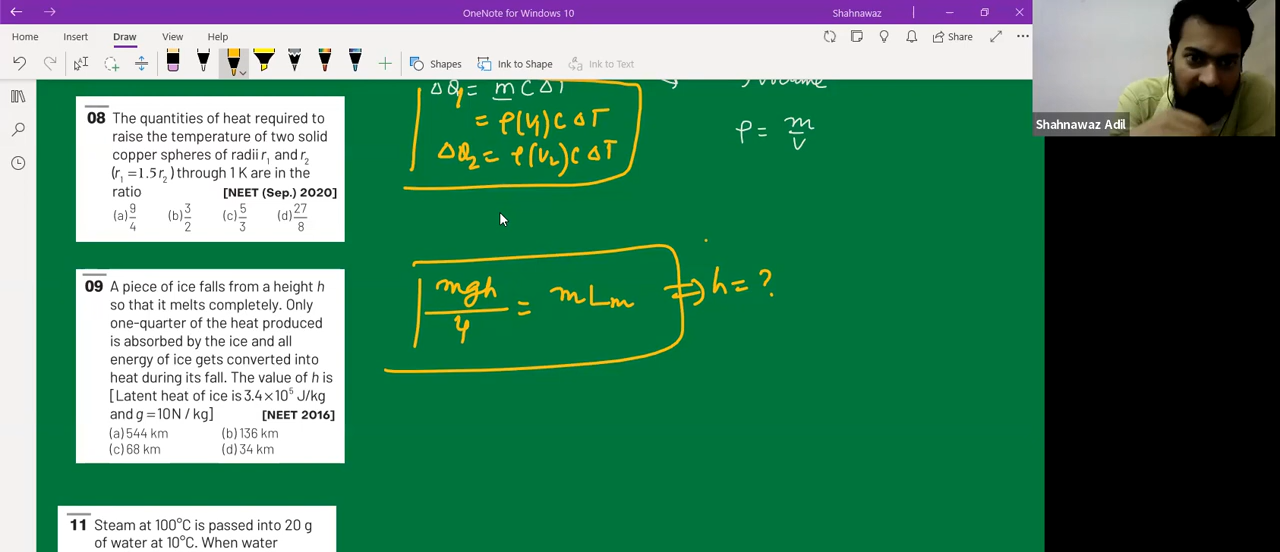 OneNote for Windows 10
Shahnawaz
Home Insert Draw View Help
Share
Shapes Ink to Shape Ink to Text
Shahnawaz Adil
08 The quantities of heat required to
raise the temperature of two solid
copper spheres of radii r₁ and r₂
(r₁ = 1.5 r₂) through 1 K are in the
ratio [NEET (Sep.) 2020]
(a) 9/4 (b) 3/2 (c) 5/3 (d) 27/8
ΔQ₁ = m C ΔT
= ρ(V₁) C ΔT
ΔQ₂ = ρ(V₂) C ΔT
volume
ρ = m/V
09 A piece of ice falls from a height h
so that it melts completely. Only
one-quarter of the heat produced
is absorbed by the ice and all
energy of ice gets converted into
heat during its fall. The value of h is
[Latent heat of ice is 3.4×10⁵ J/kg
and g = 10N / kg] [NEET 2016]
(a) 544 km (b) 136 km
(c) 68 km (d) 34 km
mgh/4 = mLm ⇒ h = ?
11 Steam at 100°C is passed into 20 g
of water at 10°C. When water